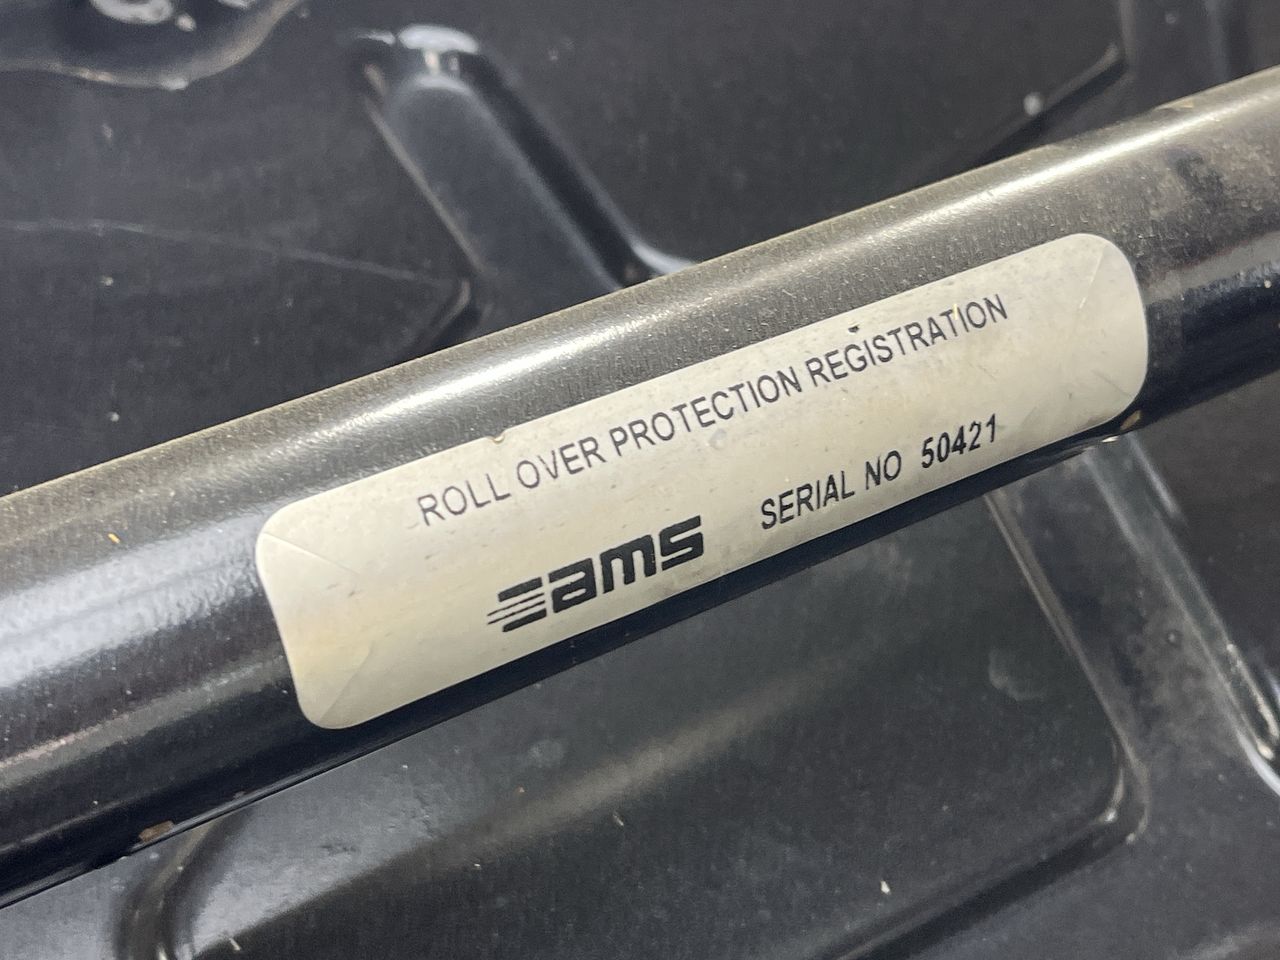 ROLL OVER PROTECTION REGISTRATION
ams SERIAL NO 50421